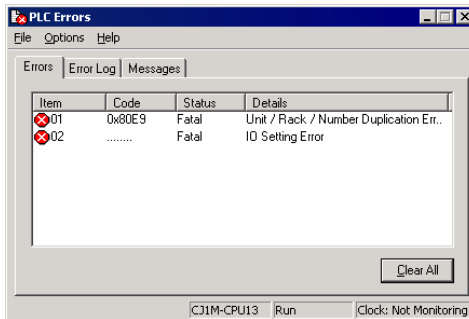 PLC Errors
File Options Help
Errors Error Log Messages
Item Code Status Details
01 0x80E9 Fatal Unit / Rack / Number Duplication Err..
02 ........ Fatal IO Setting Error
Clear All
CJ1M-CPU13 Run Clock: Not Monitoring